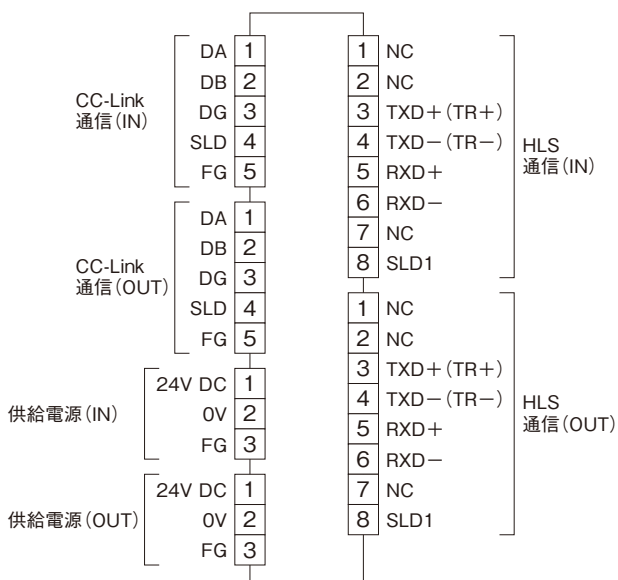 CC-Link
通信（IN）
DA 1
DB 2
DG 3
SLD 4
FG 5
CC-Link
通信（OUT）
DA 1
DB 2
DG 3
SLD 4
FG 5
供給電源（IN）
24V DC 1
0V 2
FG 3
供給電源（OUT）
24V DC 1
0V 2
FG 3
1 NC
2 NC
3 TXD＋（TR＋）
4 TXD－（TR－）
5 RXD＋
6 RXD－
7 NC
8 SLD1
HLS
通信（IN）
1 NC
2 NC
3 TXD＋（TR＋）
4 TXD－（TR－）
5 RXD＋
6 RXD－
7 NC
8 SLD1
HLS
通信（OUT）